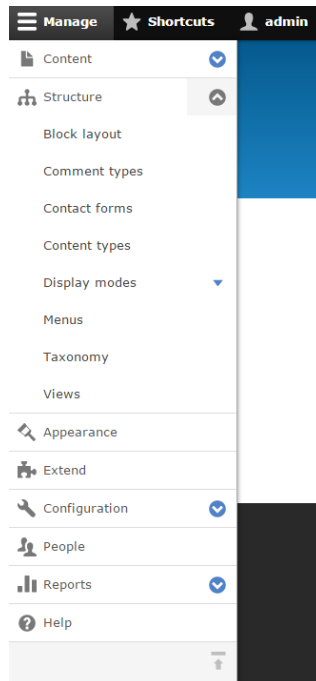 Manage Shortcuts admin
Content
Structure
Block layout
Comment types
Contact forms
Content types
Display modes
Menus
Taxonomy
Views
Appearance
Extend
Configuration
People
Reports
Help